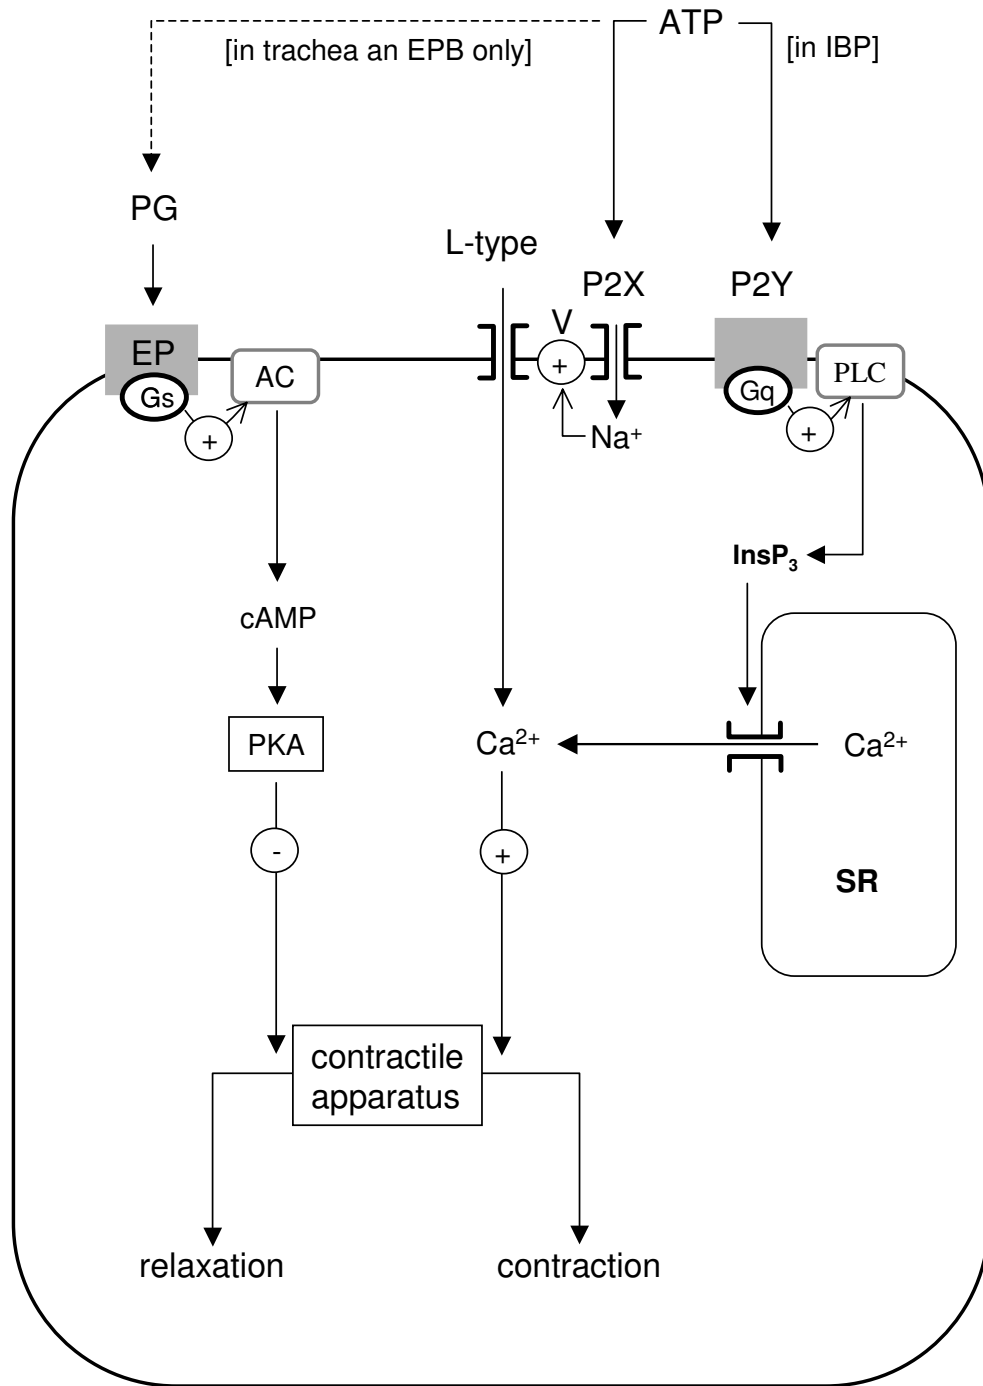 ATP
[in trachea an EPB only]
[in IBP]
PG
L-type
P2X
P2Y
V
EP
AC
+
PLC
Gs
Gq
+
+
Na⁺
InsP₃
cAMP
PKA
Ca²⁺
Ca²⁺
-
+
SR
contractile
apparatus
relaxation
contraction